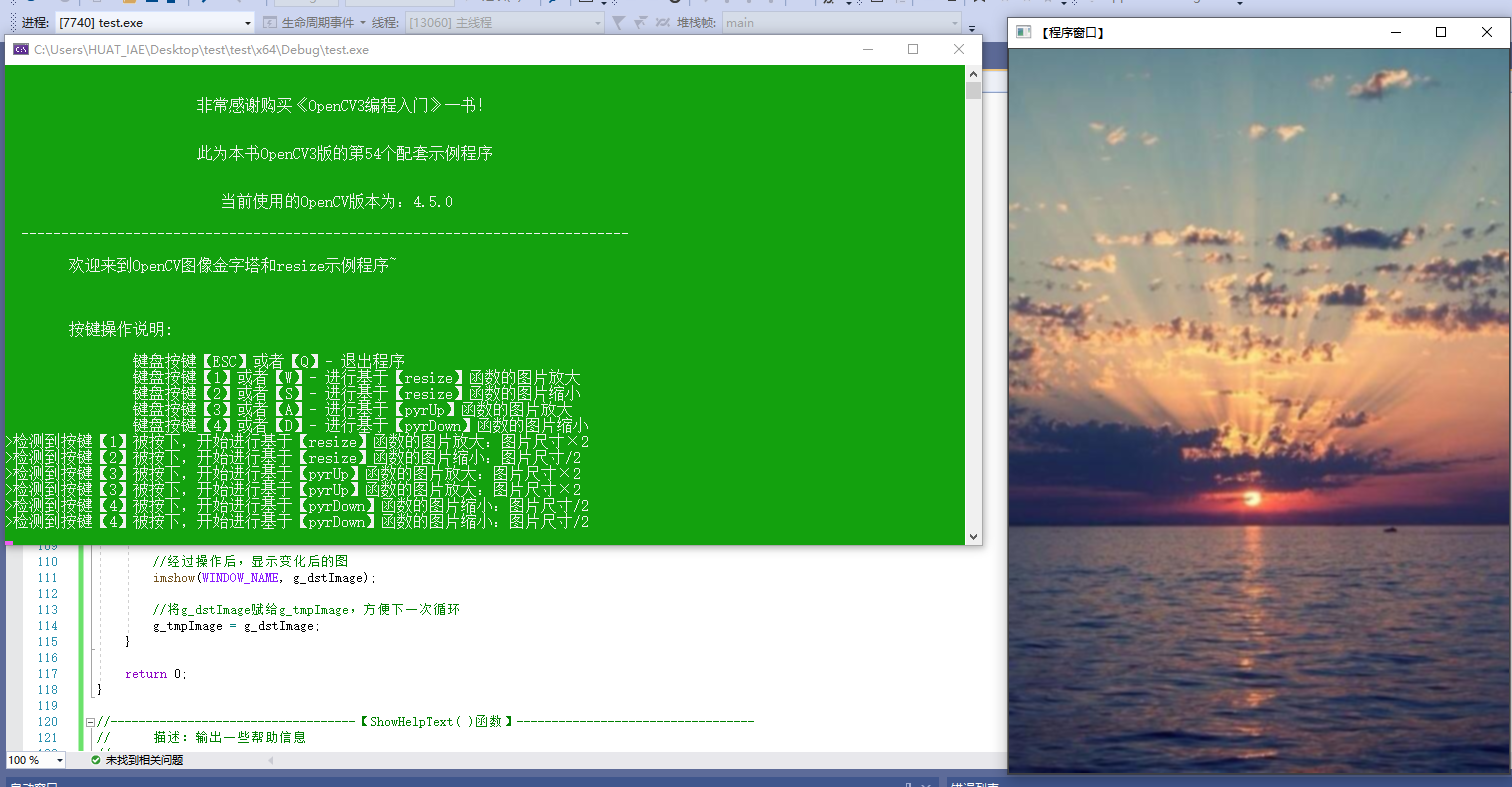 进程: [7740] test.exe 生命周期事件 线程: [13060] 主线程 堆栈帧: main
C:\Users\HUAT_IAE\Desktop\test\test\x64\Debug\test.exe
【程序窗口】
非常感谢购买《OpenCV3编程入门》一书!
此为本书OpenCV3版的第54个配套示例程序
当前使用的OpenCV版本为: 4.5.0
----------------------------------------------------------------------------
欢迎来到OpenCV图像金字塔和resize示例程序~
按键操作说明:
键盘按键【ESC】或者【Q】- 退出程序
键盘按键【1】或者【W】- 进行基于【resize】函数的图片放大
键盘按键【2】或者【S】- 进行基于【resize】函数的图片缩小
键盘按键【3】或者【A】- 进行基于【pyrUp】函数的图片放大
键盘按键【4】或者【D】- 进行基于【pyrDown】函数的图片缩小
>检测到按键【1】被按下，开始进行基于【resize】函数的图片放大: 图片尺寸×2
>检测到按键【2】被按下，开始进行基于【resize】函数的图片缩小: 图片尺寸/2
>检测到按键【3】被按下，开始进行基于【pyrUp】函数的图片放大: 图片尺寸×2
>检测到按键【3】被按下，开始进行基于【pyrUp】函数的图片放大: 图片尺寸×2
>检测到按键【4】被按下，开始进行基于【pyrDown】函数的图片缩小: 图片尺寸/2
>检测到按键【4】被按下，开始进行基于【pyrDown】函数的图片缩小: 图片尺寸/2
109
110 //经过操作后，显示变化后的图
111 imshow(WINDOW_NAME, g_dstImage);
112
113 //将g_dstImage赋给g_tmpImage，方便下一次循环
114 g_tmpImage = g_dstImage;
115 }
116
117 return 0;
118 }
119
120 //-----------------------------------【ShowHelpText( )函数】----------------------------------
121 // 描述: 输出一些帮助信息
100 % 未找到相关问题
自动窗口 错误列表